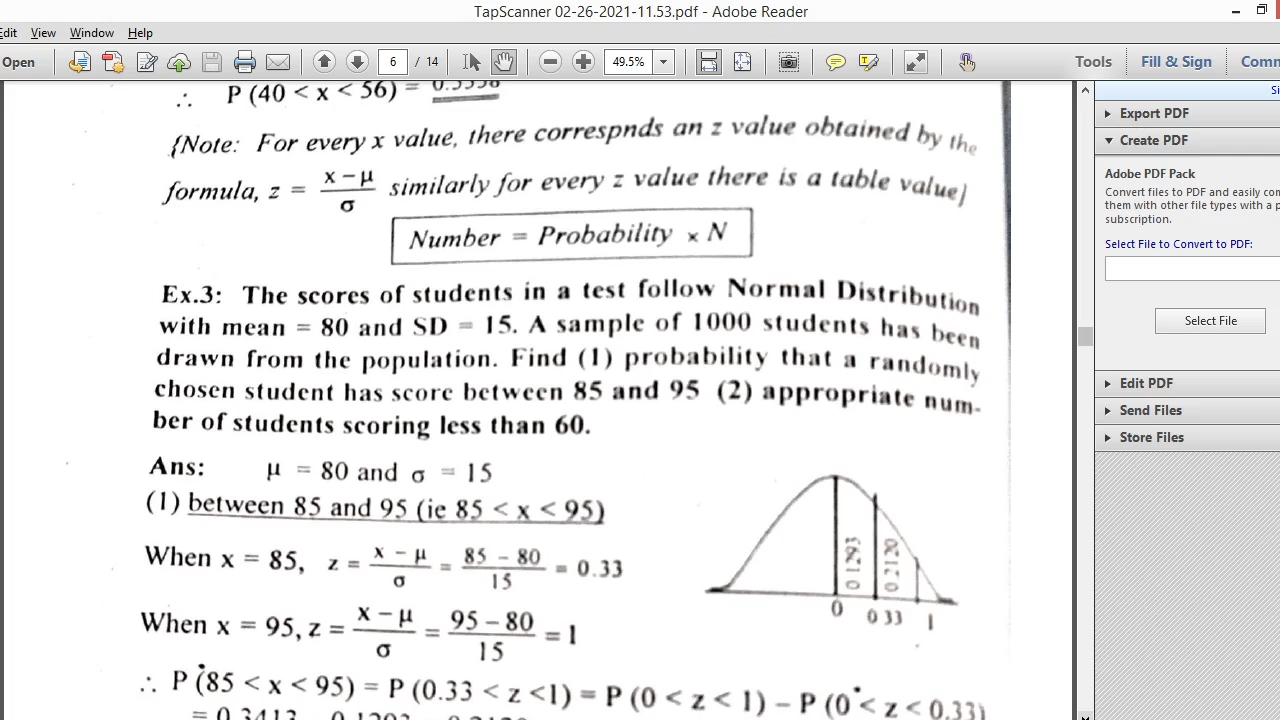 TapScanner 02-26-2021-11.53.pdf - Adobe Reader
Edit View Window Help
Open 6 / 14 49.5% Tools Fill & Sign Comm
∴ P (40 < x < 56) = 0.5558
{Note: For every x value, there correspnds an z value obtained by the
formula, z = x – μ / σ similarly for every z value there is a table value}
Number = Probability × N
Ex.3: The scores of students in a test follow Normal Distribution
with mean = 80 and SD = 15. A sample of 1000 students has been
drawn from the population. Find (1) probability that a randomly
chosen student has score between 85 and 95 (2) appropriate num-
ber of students scoring less than 60.
Ans: μ = 80 and σ = 15
(1) between 85 and 95 (ie 85 < x < 95)
When x = 85, z = x – μ / σ = 85 – 80 / 15 = 0.33
When x = 95, z = x – μ / σ = 95 – 80 / 15 = 1
∴ P (85 < x < 95) = P (0.33 < z <1) = P (0 < z < 1) – P (0 < z < 0.33)
0 0 33 1
Export PDF
Create PDF
Adobe PDF Pack
Convert files to PDF and easily com
them with other file types with a p
subscription.
Select File to Convert to PDF:
Select File
Edit PDF
Send Files
Store Files